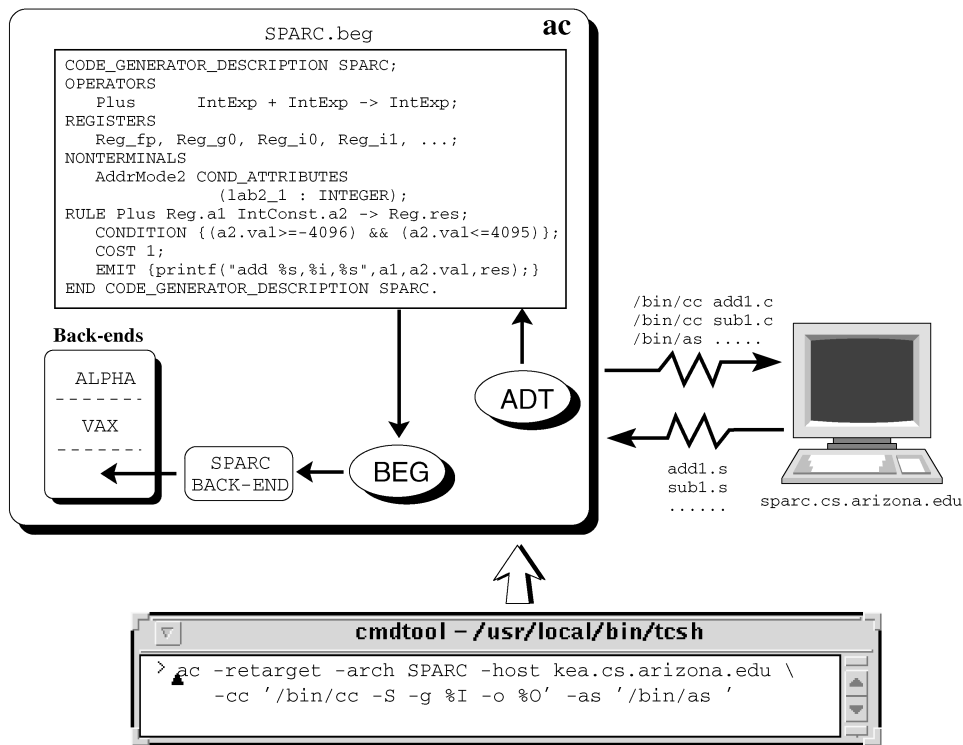 ac
SPARC.beg
CODE_GENERATOR_DESCRIPTION SPARC;
OPERATORS
Plus IntExp + IntExp -> IntExp;
REGISTERS
Reg_fp, Reg_g0, Reg_i0, Reg_i1, ...;
NONTERMINALS
AddrMode2 COND_ATTRIBUTES
(lab2_1 : INTEGER);
RULE Plus Reg.a1 IntConst.a2 -> Reg.res;
CONDITION {(a2.val>=-4096) && (a2.val<=4095)};
COST 1;
EMIT {printf("add %s,%i,%s",a1,a2.val,res);}
END CODE_GENERATOR_DESCRIPTION SPARC.
Back-ends
ALPHA
VAX
SPARC
BACK-END
BEG
ADT
/bin/cc add1.c
/bin/cc sub1.c
/bin/as .....
add1.s
sub1.s
......
sparc.cs.arizona.edu
cmdtool – /usr/local/bin/tcsh
> ac -retarget -arch SPARC -host kea.cs.arizona.edu \
-cc '/bin/cc -S -g %I -o %O' -as '/bin/as '